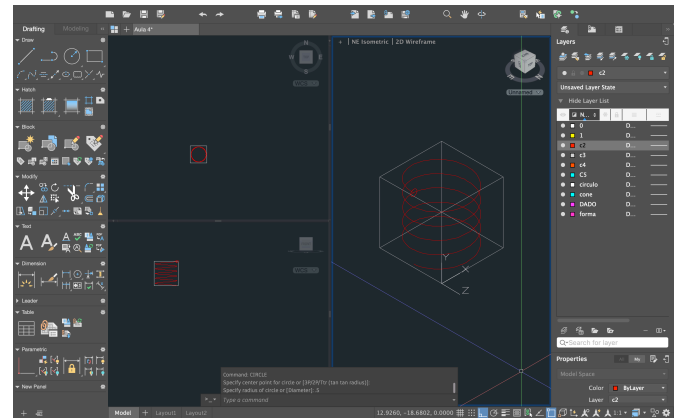 Drafting Modeling
Aula 4*
Draw
Hatch
Block
Modify
Text
Dimension
Leader
Table
Parametric
New Panel
+ | NE Isometric | 2D Wireframe
N
S
Unnamed
Y
X
Z
Command: CIRCLE
Specify center point for circle or [3P/2P/Ttr (tan tan radius)]:
Specify radius of circle or [Diameter]: .5
Type a command
Model + Layout1 Layout2
12.9260, -18.6802, 0.0000
1:1
Layers
c2
Unsaved Layer State
Hide Layer List
N...
0 D...
1 D...
c2 D...
c3 D...
c4 D...
C5 D...
circulo D...
cone D...
DADO D...
forma D...
Search for layer
Properties
Model Space
Color ByLayer
Layer c2